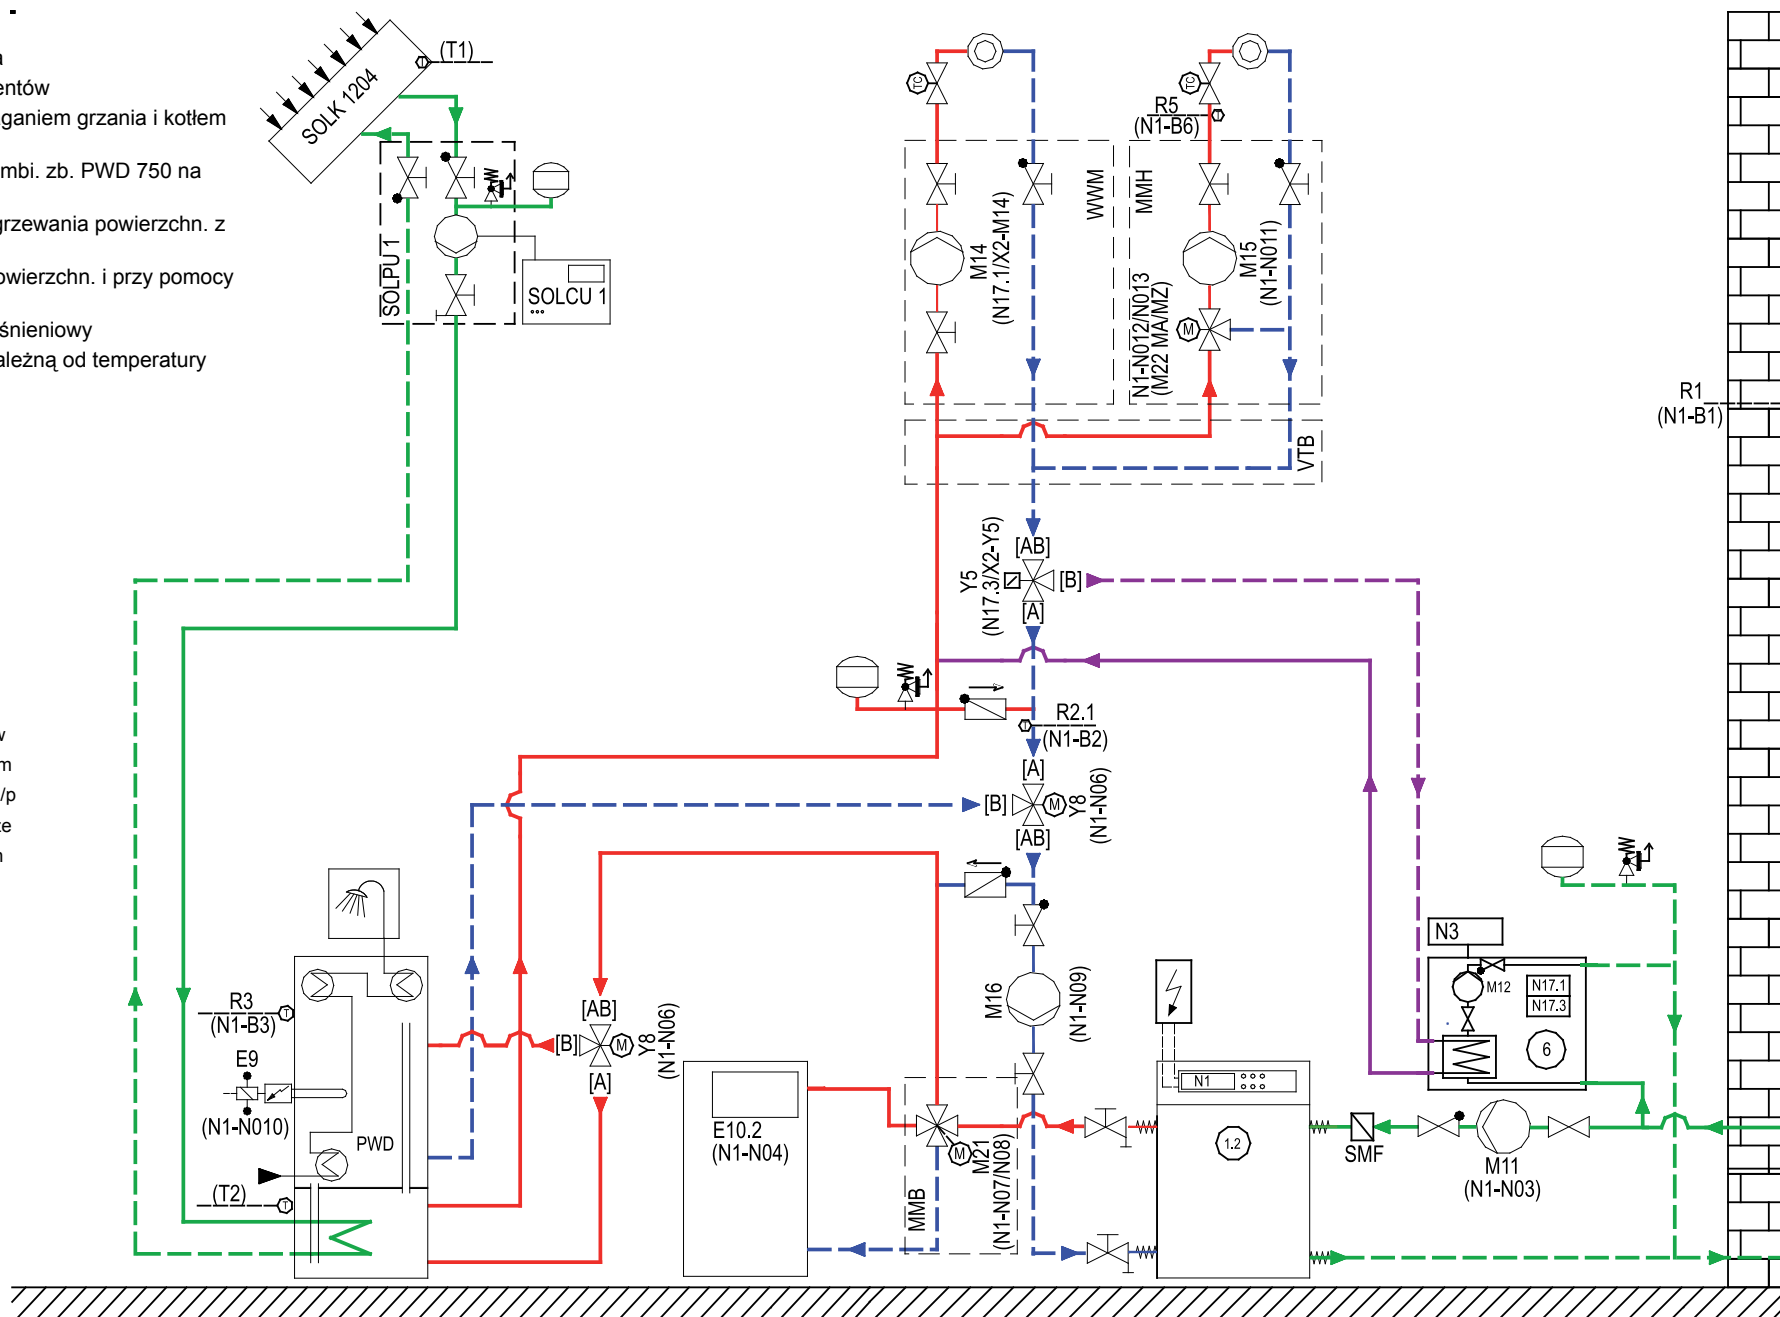 entów
ganiem grzania i kotłem
mbi. zb. PWD 750 na
grzewania powierzchn. z
owierzchn. i przy pomocy
śnieniowy
ależną od temperatury
w
m
/p
ze
n
SOLK 1204
(T1)
SOLPU 1
SOLCU 1
TC
TC
R5
(N1-B6)
WWM
MMH
M14
(N17.1/X2-M14)
M15
(N1-N011)
N1-N012/N013
(M22 MA/MZ)
M
VTB
R1
(N1-B1)
[AB]
Y5
(N17.3/X2-Y5)
[B]
[A]
R2.1
(N1-B2)
T
[A]
[B]
M
Y8
(N1-N06)
[AB]
R3
(N1-B3)
T
E9
(N1-N010)
PWD
(T2)
T
[AB]
[B]
M
Y8
(N1-N06)
[A]
E10.2
(N1-N04)
M16
(N1-N09)
M
M21
(N1-N07/N08)
MMB
N1
1.2
SMF
M11
(N1-N03)
N3
M12
N17.1
N17.3
6